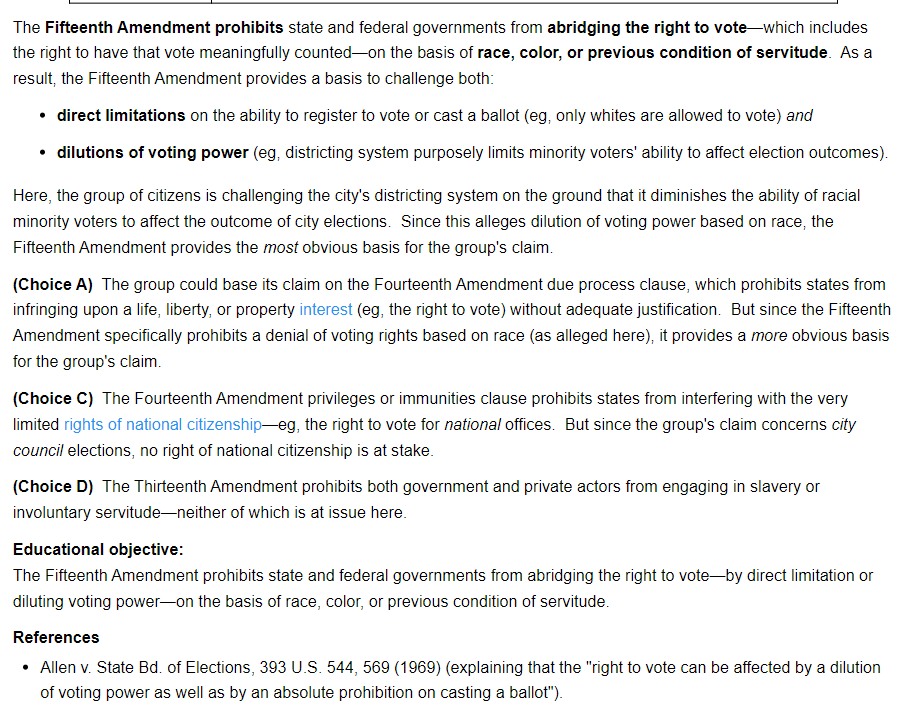 The Fifteenth Amendment prohibits state and federal governments from abridging the right to vote—which includes
the right to have that vote meaningfully counted—on the basis of race, color, or previous condition of servitude.  As a
result, the Fifteenth Amendment provides a basis to challenge both:
• direct limitations on the ability to register to vote or cast a ballot (eg, only whites are allowed to vote) and
• dilutions of voting power (eg, districting system purposely limits minority voters' ability to affect election outcomes).
Here, the group of citizens is challenging the city's districting system on the ground that it diminishes the ability of racial
minority voters to affect the outcome of city elections.  Since this alleges dilution of voting power based on race, the
Fifteenth Amendment provides the most obvious basis for the group's claim.
(Choice A)  The group could base its claim on the Fourteenth Amendment due process clause, which prohibits states from
infringing upon a life, liberty, or property interest (eg, the right to vote) without adequate justification.  But since the Fifteenth
Amendment specifically prohibits a denial of voting rights based on race (as alleged here), it provides a more obvious basis
for the group's claim.
(Choice C)  The Fourteenth Amendment privileges or immunities clause prohibits states from interfering with the very
limited rights of national citizenship—eg, the right to vote for national offices.  But since the group's claim concerns city
council elections, no right of national citizenship is at stake.
(Choice D)  The Thirteenth Amendment prohibits both government and private actors from engaging in slavery or
involuntary servitude—neither of which is at issue here.
Educational objective:
The Fifteenth Amendment prohibits state and federal governments from abridging the right to vote—by direct limitation or
diluting voting power—on the basis of race, color, or previous condition of servitude.
References
• Allen v. State Bd. of Elections, 393 U.S. 544, 569 (1969) (explaining that the "right to vote can be affected by a dilution
of voting power as well as by an absolute prohibition on casting a ballot").